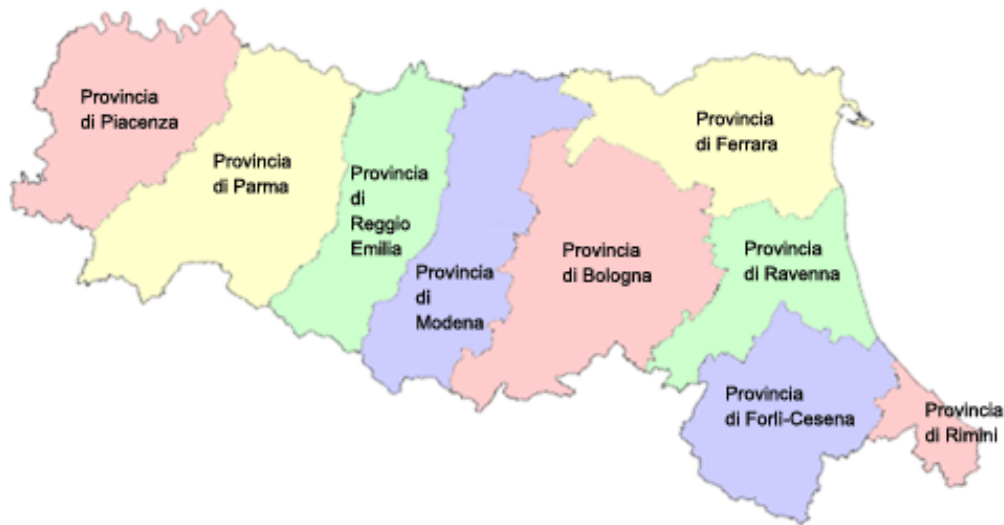 Provincia
di Piacenza
Provincia
di Parma
Provincia
di
Reggio
Emilia
Provincia
di
Modena
Provincia
di Bologna
Provincia
di Ferrara
Provincia
di Ravenna
Provincia
di Forlì-Cesena
Provincia
di Rimini